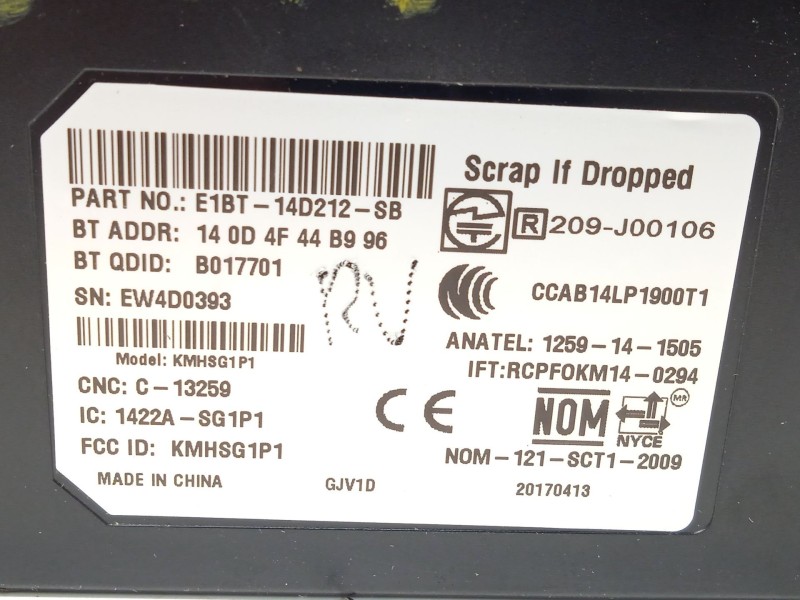 Scrap If Dropped
PART NO.: E1BT-14D212-SB
BT ADDR: 14 0D 4F 44 B9 96
R 209-J00106
BT QDID: B017701
SN: EW4D0393
CCAB14LP1900T1
Model: KMHSG1P1
ANATEL: 1259-14-1505
IFT:RCPFOKM14-0294
CNC: C-13259
IC: 1422A-SG1P1
FCC ID: KMHSG1P1
CE
NOM
MR
NYCE
NOM-121-SCT1-2009
MADE IN CHINA
GJV1D
20170413